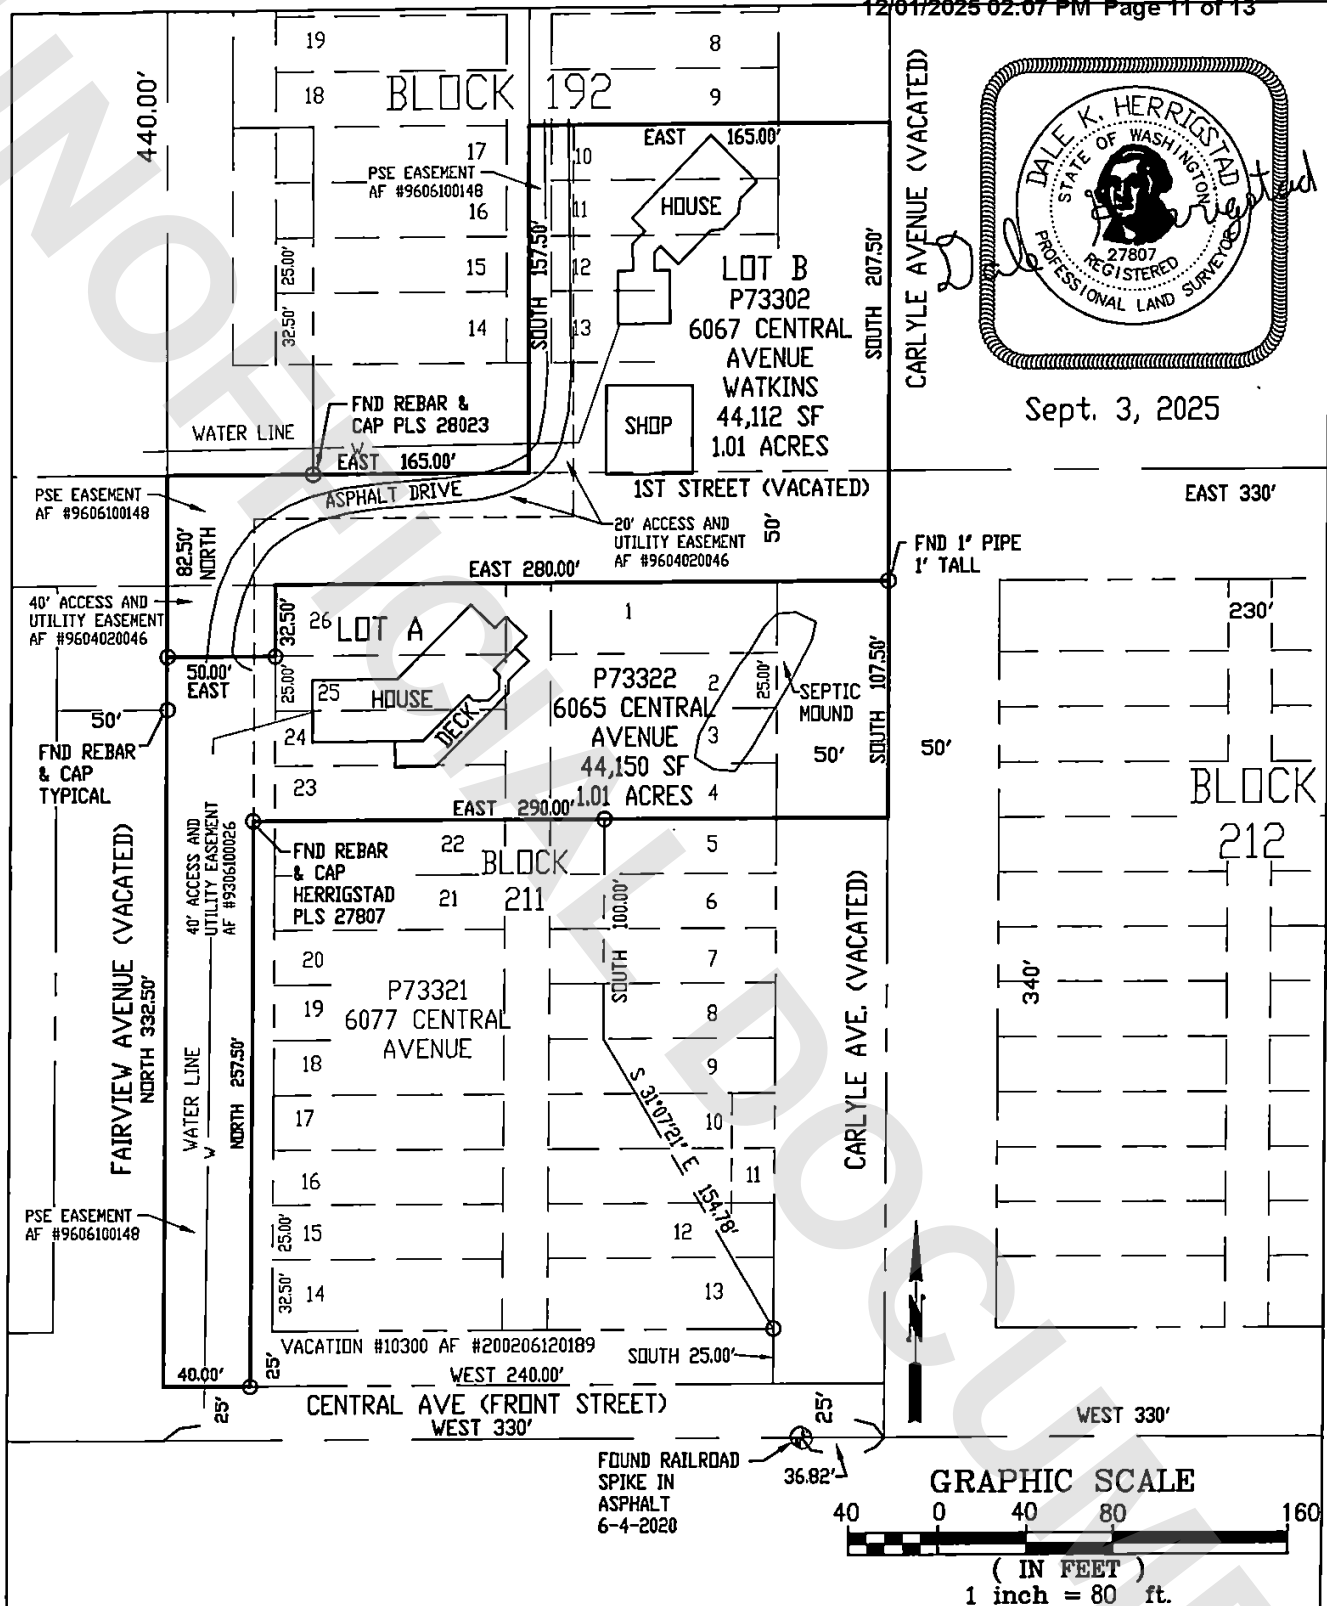 12/01/2025 02:07 PM Page 11 of 13
440.00'
19
18
BLOCK 192
8
9
EAST 165.00'
CARLYLE AVENUE (VACATED)
DALE K. HERRIGSTAD
STATE OF WASHINGTON
27807
REGISTERED
PROFESSIONAL LAND SURVEYOR
Dale Herrigstad
Sept. 3, 2025
17
PSE EASEMENT
AF #9606100148
16
15
14
25.00'
32.50'
SOUTH 157.50'
10
11
12
13
HOUSE
LOT B
P73302
6067 CENTRAL
AVENUE
WATKINS
44,112 SF
1.01 ACRES
SOUTH 207.50'
SHOP
FND REBAR &
CAP PLS 28023
WATER LINE
W
EAST 165.00'
ASPHALT DRIVE
1ST STREET (VACATED)
50'
PSE EASEMENT
AF #9606100148
82.50'
NORTH
20' ACCESS AND
UTILITY EASEMENT
AF #9604020046
EAST 330'
FND 1" PIPE
1' TALL
EAST 280.00'
40' ACCESS AND
UTILITY EASEMENT
AF #9604020046
32.50'
26
LOT A
1
230'
50.00'
EAST
25.00'
25
HOUSE
DECK
24
23
P73322
6065 CENTRAL
AVENUE
44,150 SF
1.01 ACRES
2
3
4
25.00'
SEPTIC
MOUND
50'
SOUTH 107.50'
50'
50'
FND REBAR
& CAP
TYPICAL
EAST 290.00'
BLOCK
212
40' ACCESS AND
UTILITY EASEMENT
AF #9306100026
FND REBAR
& CAP
HERRIGSTAD
PLS 27807
22
21
BLOCK
211
5
6
7
8
9
10
11
12
13
SOUTH 100.00'
20
19
18
17
16
15
14
P73321
6077 CENTRAL
AVENUE
FAIRVIEW AVENUE (VACATED)
NORTH 332.50'
WATER LINE
W
NORTH 257.50'
S 31°07'21" E 154.78'
CARLYLE AVE. (VACATED)
340'
PSE EASEMENT
AF #9606100148
25.00'
32.50'
N
VACATION #10300 AF #200206120189
SOUTH 25.00'
40.00'
25'
WEST 240.00'
25'
CENTRAL AVE (FRONT STREET)
WEST 330'
25'
WEST 330'
FOUND RAILROAD
SPIKE IN
ASPHALT
6-4-2020
36.82'
GRAPHIC SCALE
40 0 40 80 160
( IN FEET )
1 inch = 80 ft.
UNOFFICIAL DOCUME